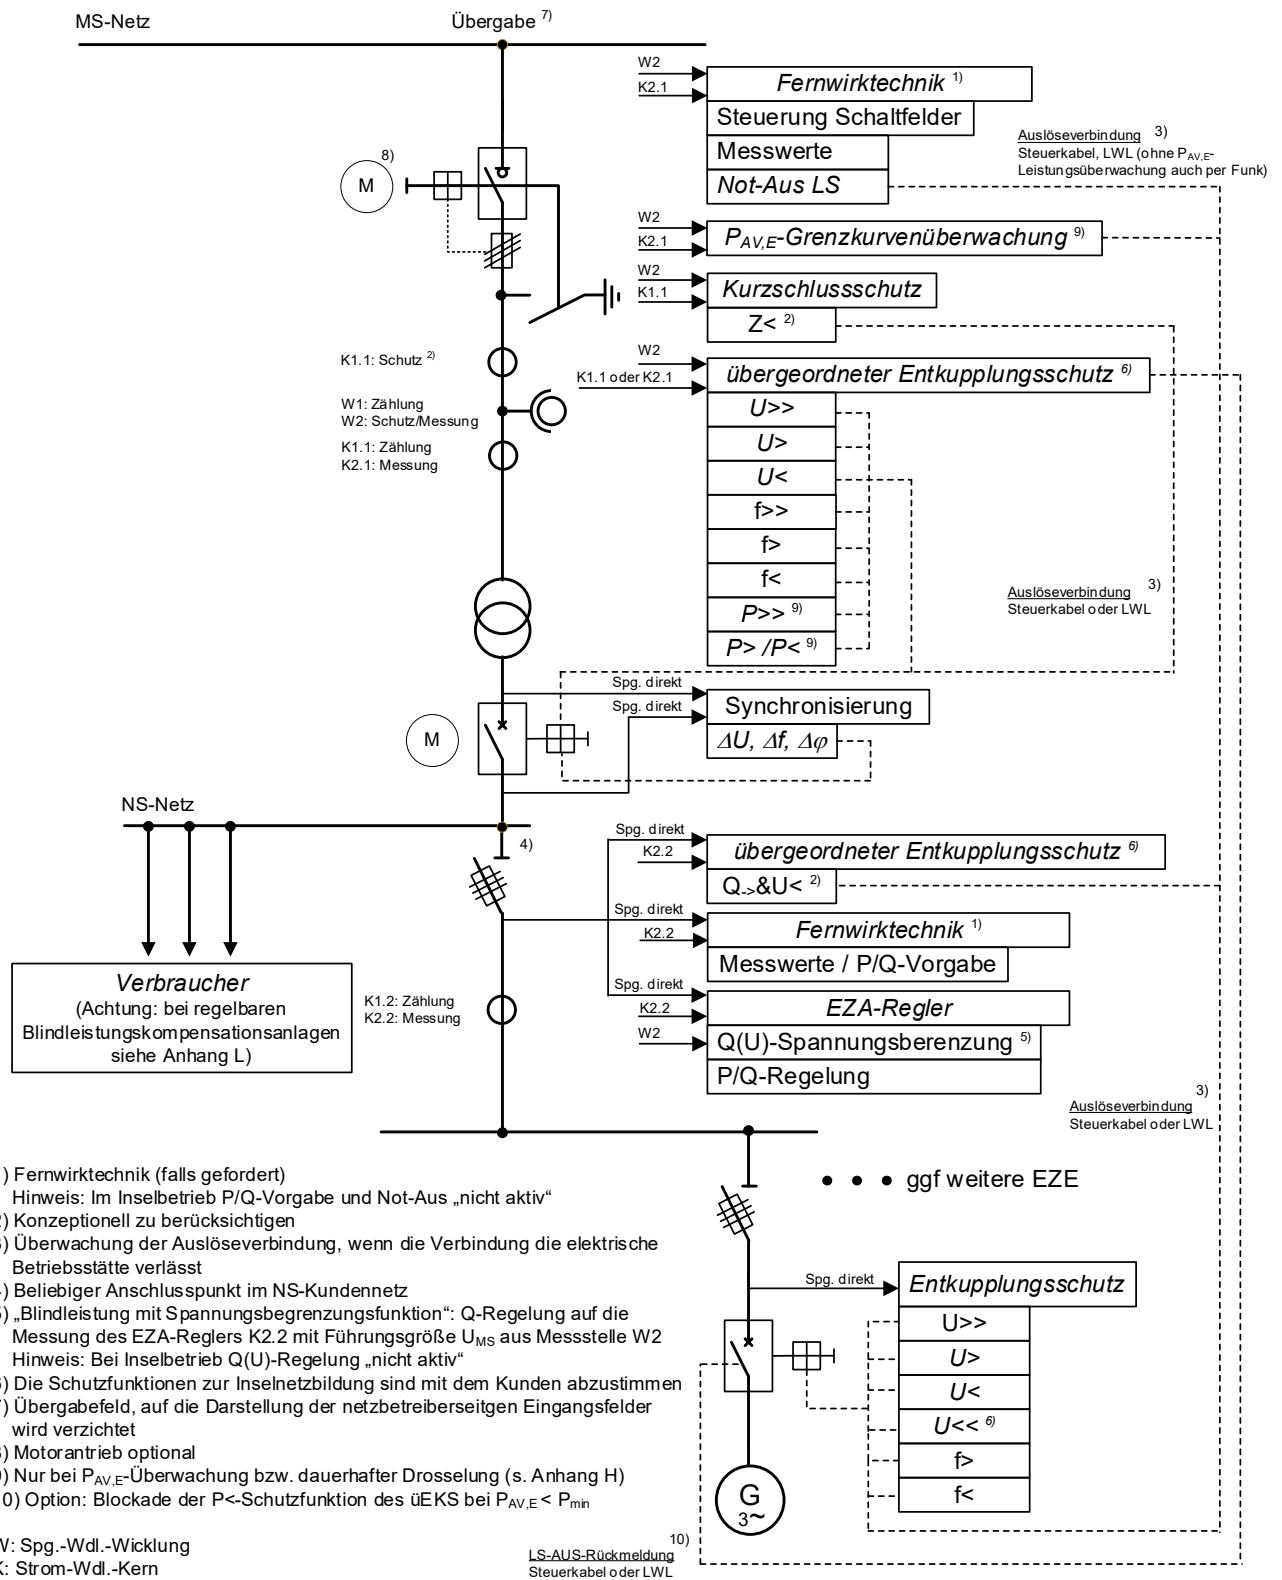 MS-Netz
Übergabe 7)
W2
K2.1
Fernwirktechnik 1)
Steuerung Schaltfelder
Messwerte
Not-Aus LS
Auslöseverbindung 3)
Steuerkabel, LWL (ohne PAV,E-
Leistungsüberwachung auch per Funk)
8)
M
W2
K2.1
PAV,E-Grenzkurvenüberwachung 9)
W2
K1.1
Kurzschlussschutz
Z< 2)
K1.1: Schutz 2)
W1: Zählung
W2: Schutz/Messung
K1.1: Zählung
K2.1: Messung
W2
K1.1 oder K2.1
übergeordneter Entkupplungsschutz 6)
U>>
U>
U<
f>>
f>
f<
P>> 9)
P> /P< 9)
Auslöseverbindung 3)
Steuerkabel oder LWL
Spg. direkt
Spg. direkt
Synchronisierung
ΔU, Δf, Δφ
M
NS-Netz
4)
Spg. direkt
K2.2
übergeordneter Entkupplungsschutz 6)
Q->&U< 2)
Spg. direkt
K2.2
Fernwirktechnik 1)
Messwerte / P/Q-Vorgabe
Spg. direkt
K2.2
W2
EZA-Regler
Q(U)-Spannungsberenzung 5)
P/Q-Regelung
Verbraucher
(Achtung: bei regelbaren
Blindleistungskompensationsanlagen
siehe Anhang L)
K1.2: Zählung
K2.2: Messung
Auslöseverbindung 3)
Steuerkabel oder LWL
• • • ggf weitere EZE
Spg. direkt
Entkupplungsschutz
U>>
U>
U<
U<< 6)
f>
f<
G
3~
LS-AUS-Rückmeldung 10)
Steuerkabel oder LWL
) Fernwirktechnik (falls gefordert)
Hinweis: Im Inselbetrieb P/Q-Vorgabe und Not-Aus „nicht aktiv“
2) Konzeptionell zu berücksichtigen
3) Überwachung der Auslöseverbindung, wenn die Verbindung die elektrische
Betriebsstätte verlässt
4) Beliebiger Anschlusspunkt im NS-Kundennetz
5) „Blindleistung mit Spannungsbegrenzungsfunktion“: Q-Regelung auf die
Messung des EZA-Reglers K2.2 mit Führungsgröße UMS aus Messstelle W2
Hinweis: Bei Inselbetrieb Q(U)-Regelung „nicht aktiv“
6) Die Schutzfunktionen zur Inselnetzbildung sind mit dem Kunden abzustimmen
7) Übergabefeld, auf die Darstellung der netzbetreiberseitgen Eingangsfelder
wird verzichtet
8) Motorantrieb optional
9) Nur bei PAV,E-Überwachung bzw. dauerhafter Drosselung (s. Anhang H)
0) Option: Blockade der P<-Schutzfunktion des üEKS bei PAV,E < Pmin
W: Spg.-Wdl.-Wicklung
K: Strom-Wdl.-Kern